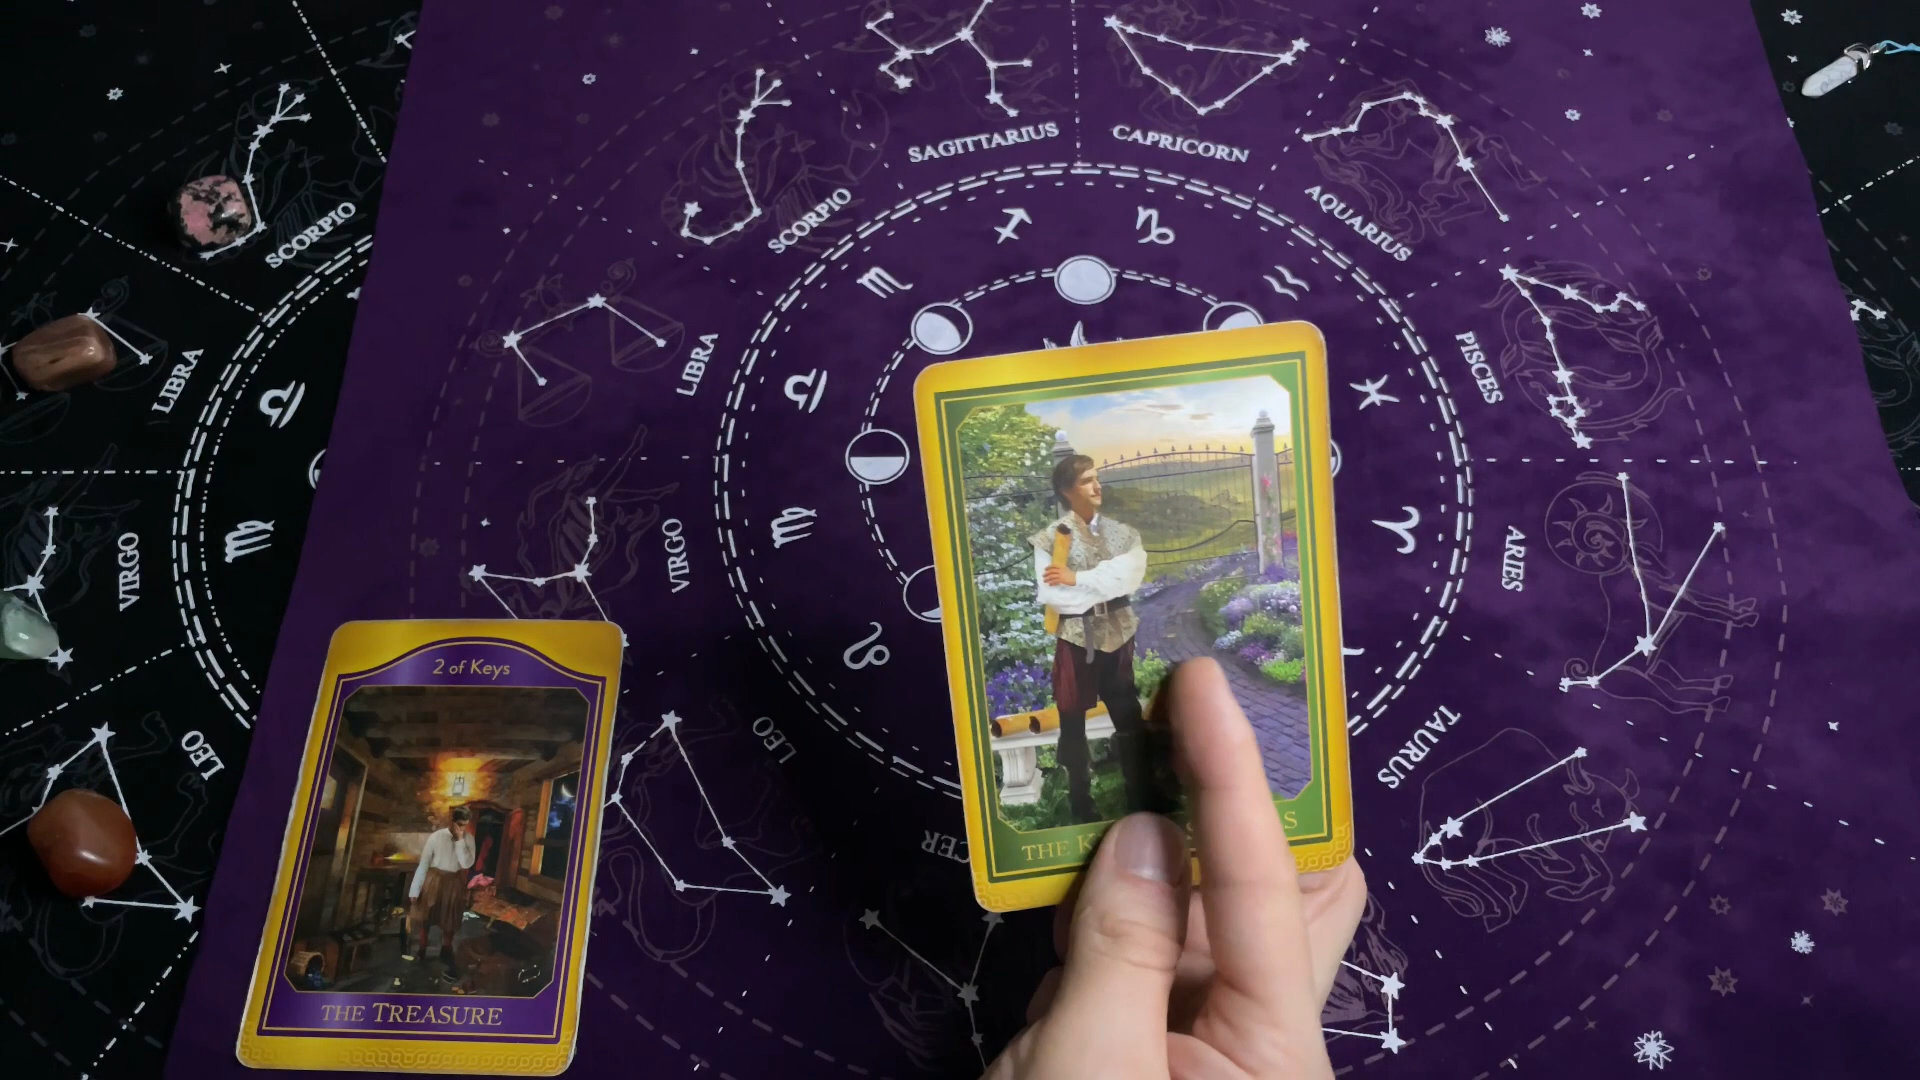 SAGITTARIUS
CAPRICORN
SCORPIO
AQUARIUS
SCORPIO
LIBRA
PISCES
LIBRA
VIRGO
ARIES
VIRGO
TAURUS
LEO
LEO
2 of Keys
THE TREASURE
THE K